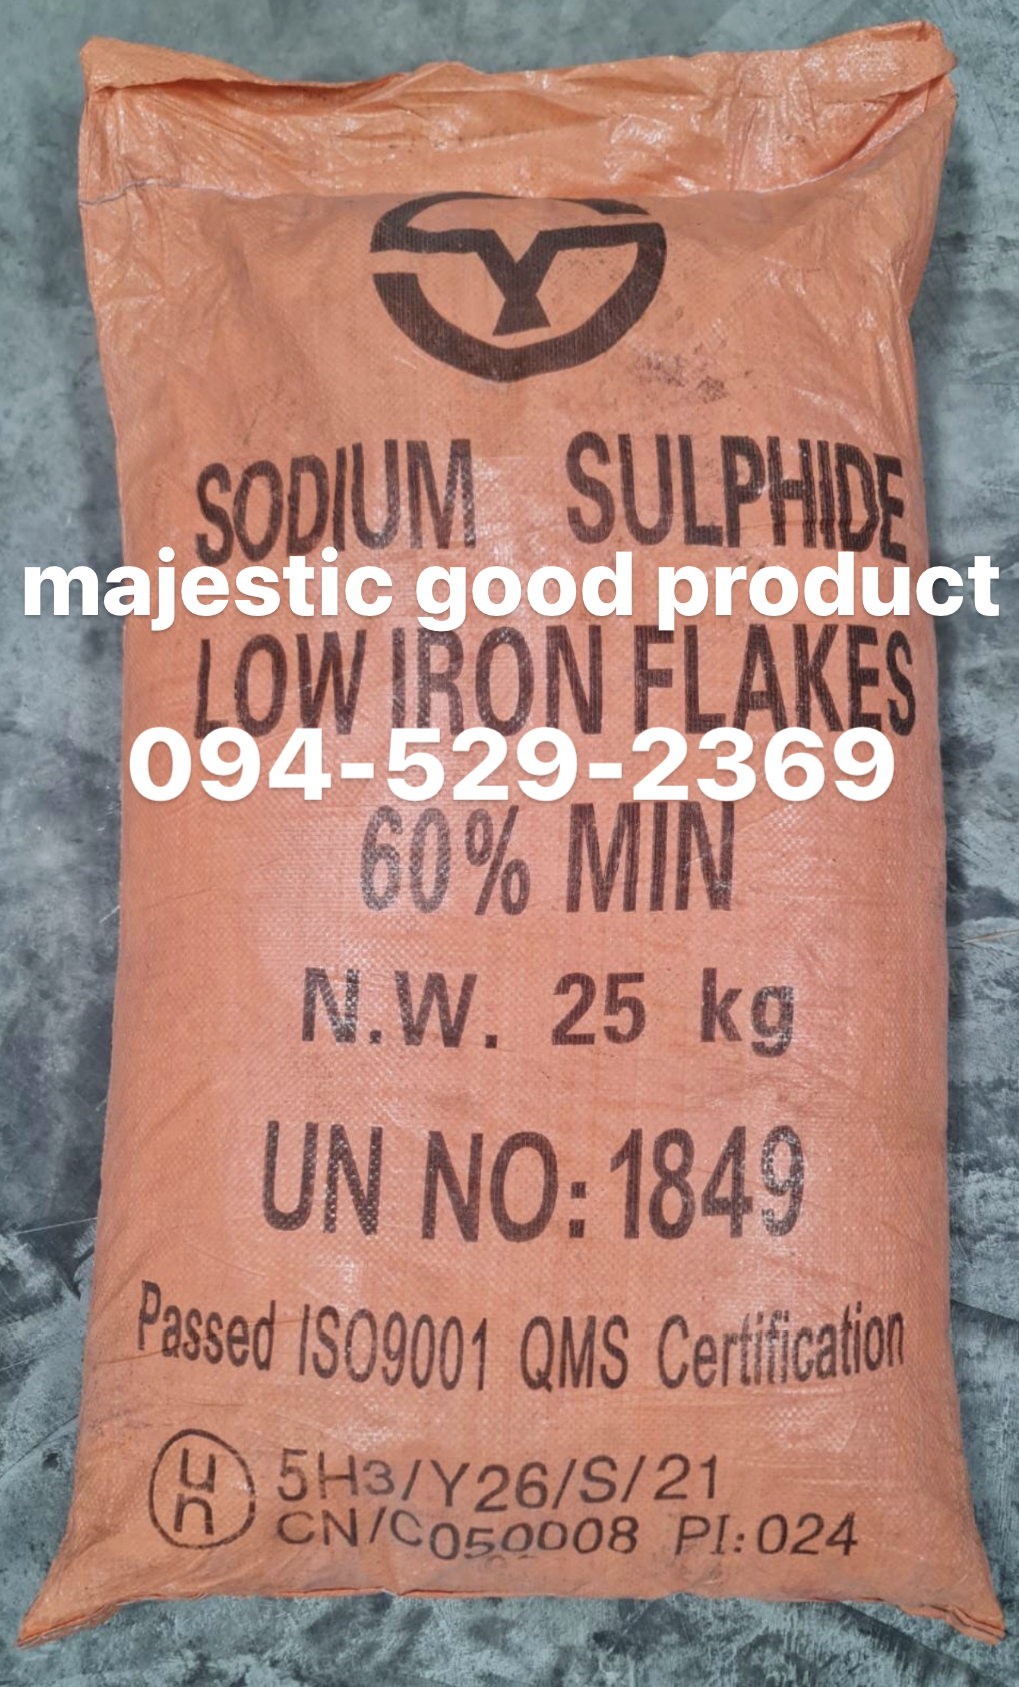 SODIUM SULPHIDE
majestic good product
LOW IRON FLAKES
094-529-2369
60% MIN
N.W. 25 kg
UN NO: 1849
Passed ISO9001 QMS Certification
un 5H3/Y26/S/21
CN/C050008 PI: 024